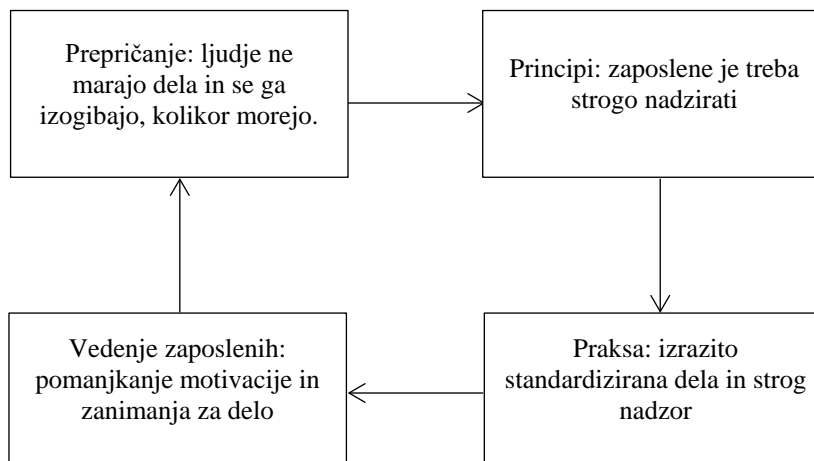 Prepričanje: ljudje ne
marajo dela in se ga
izogibajo, kolikor morejo.
Principi: zaposlene je treba
strogo nadzirati
Vedenje zaposlenih:
pomanjkanje motivacije in
zanimanja za delo
Praksa: izrazito
standardizirana dela in strog
nadzor